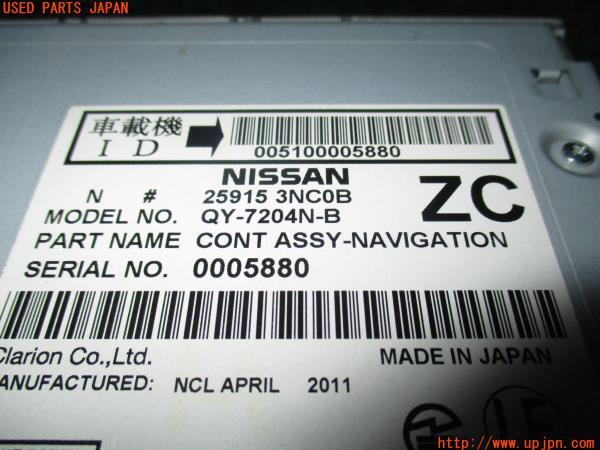 USED PARTS JAPAN
車載機
ID
005100005880
NISSAN
N # 25915 3NC0B
ZC
MODEL NO. QY-7204N-B
PART NAME CONT ASSY-NAVIGATION
SERIAL NO. 0005880
Clarion Co.,Ltd.
MADE IN JAPAN
MANUFACTURED: NCL APRIL 2011
http://www.upjpn.com/